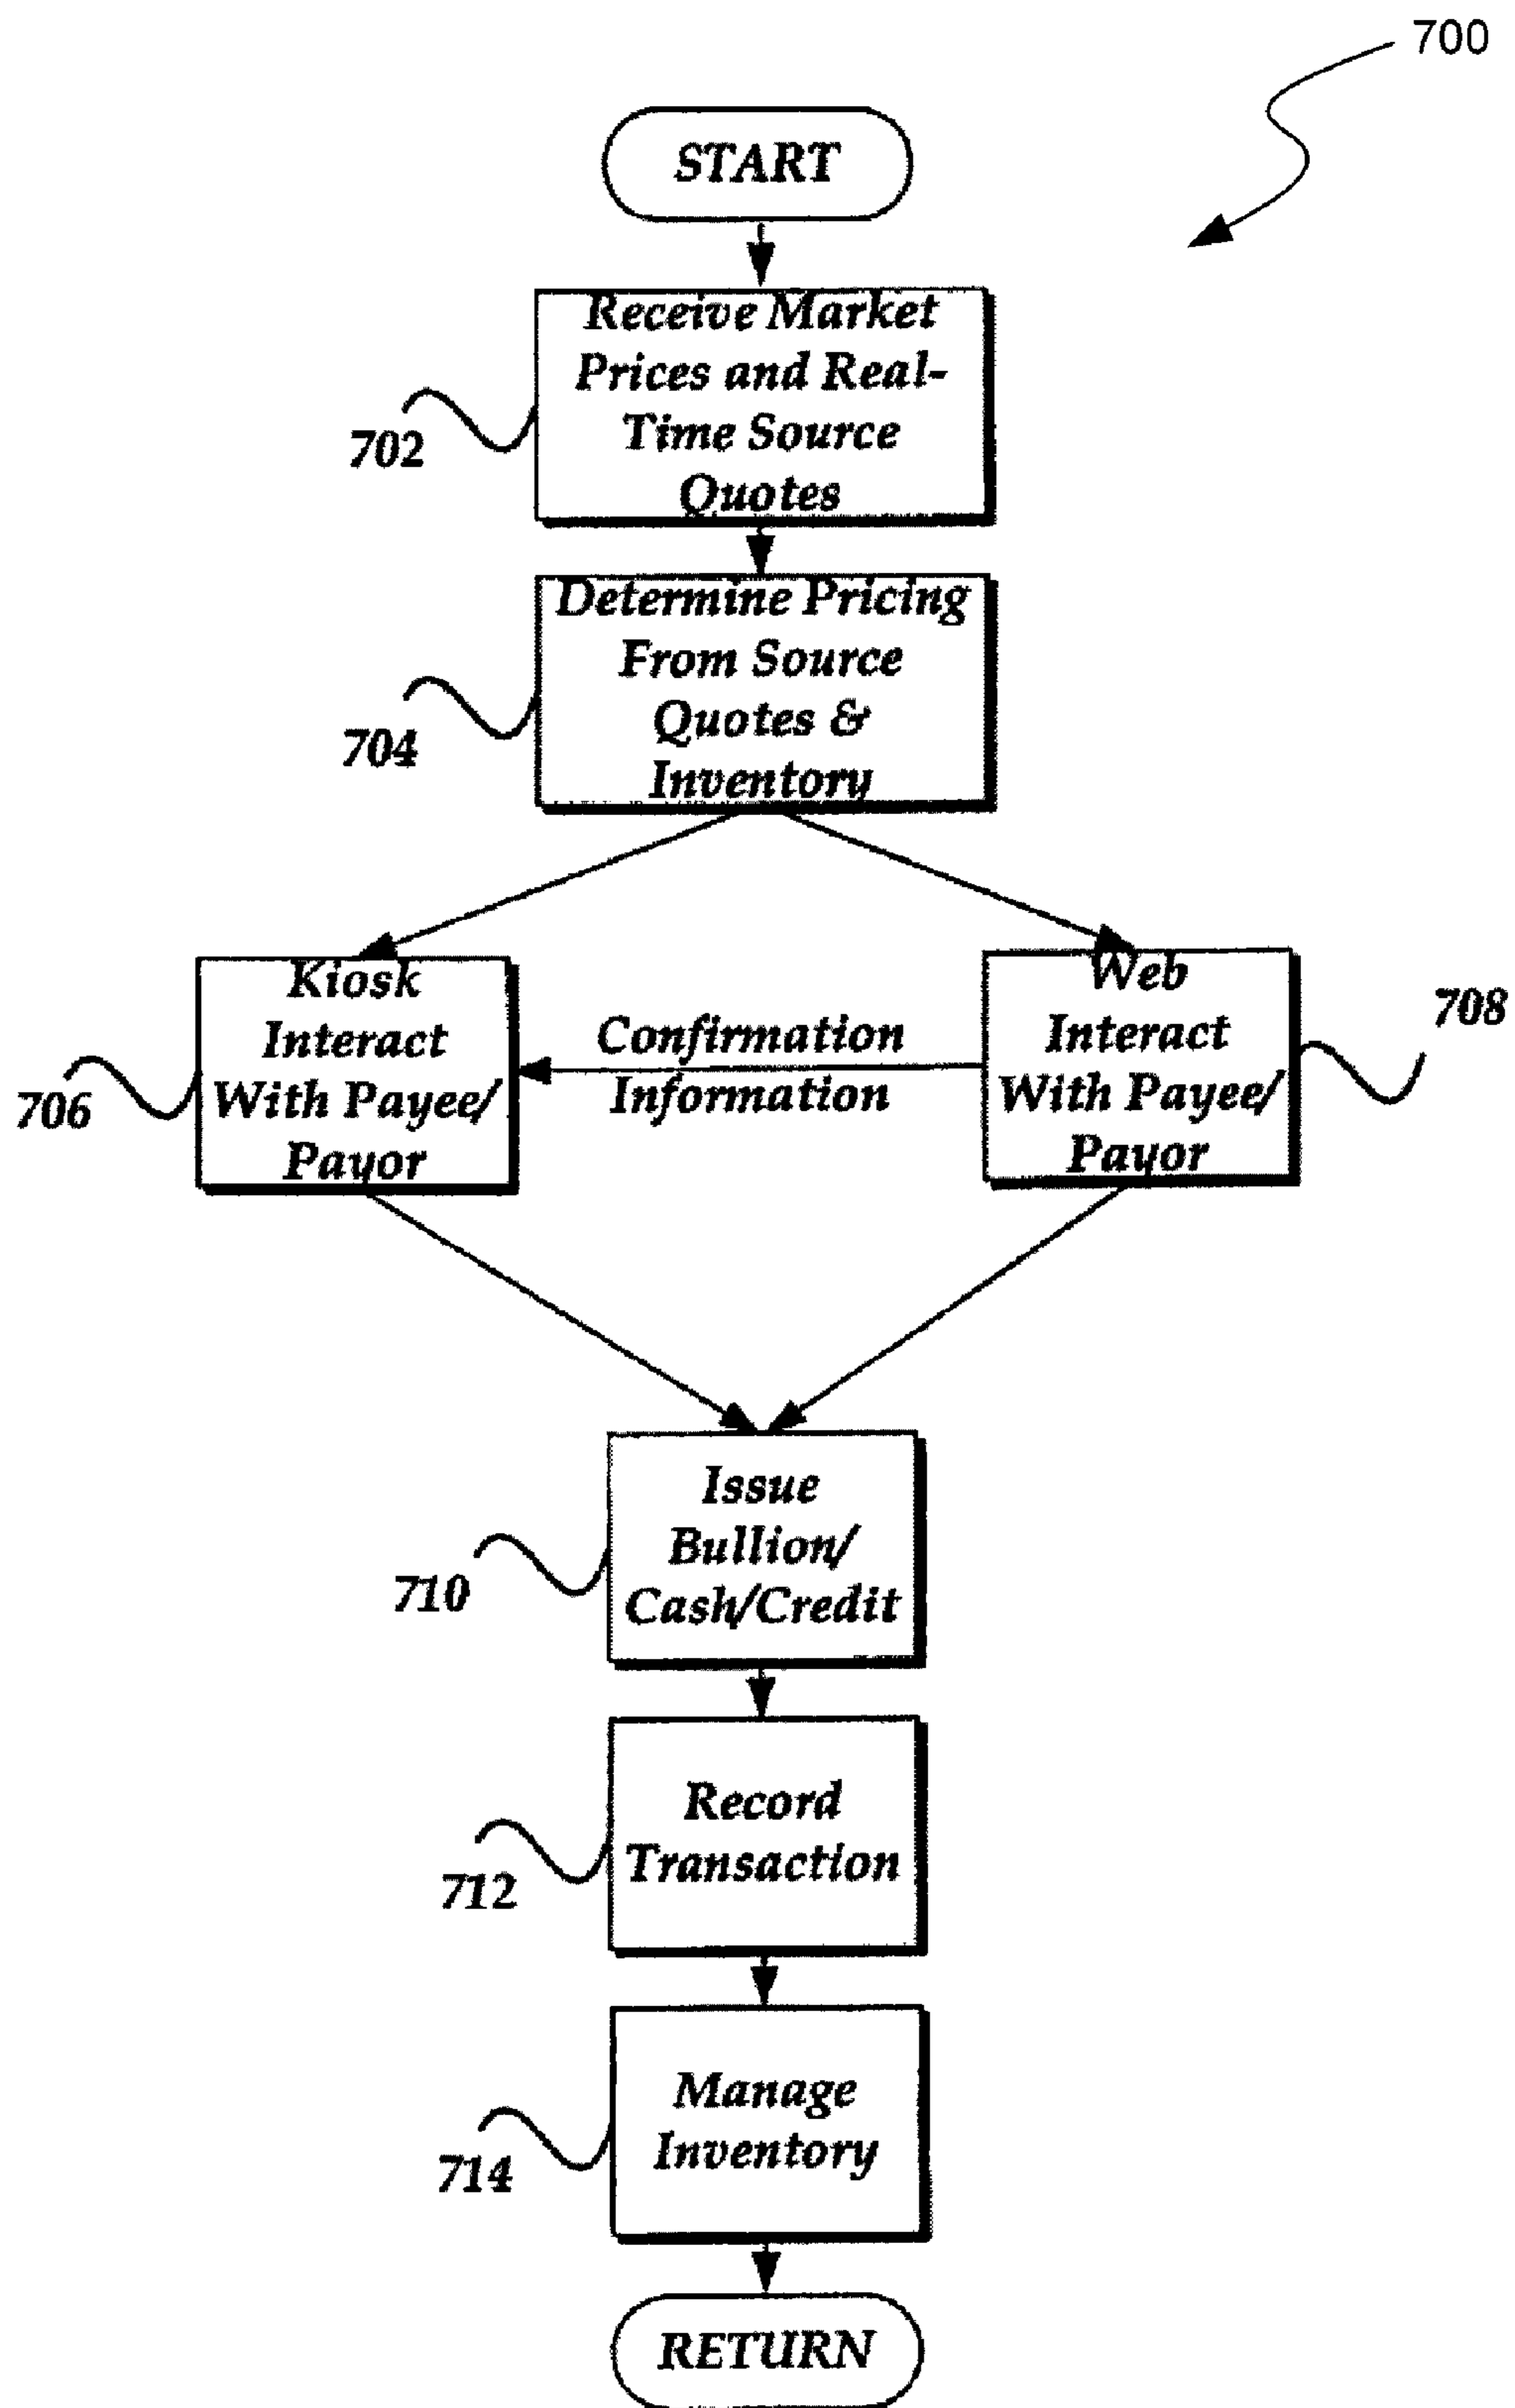 700
START
Receive Market
Prices and Real-
Time Source
Quotes
702
Determine Pricing
From Source
Quotes &
Inventory
704
Kiosk
Interact
With Payee/
Payor
706
Confirmation
Information
Web
Interact
With Payee/
Payor
708
Issue
Bullion/
Cash/Credit
710
Record
Transaction
712
Manage
Inventory
714
RETURN